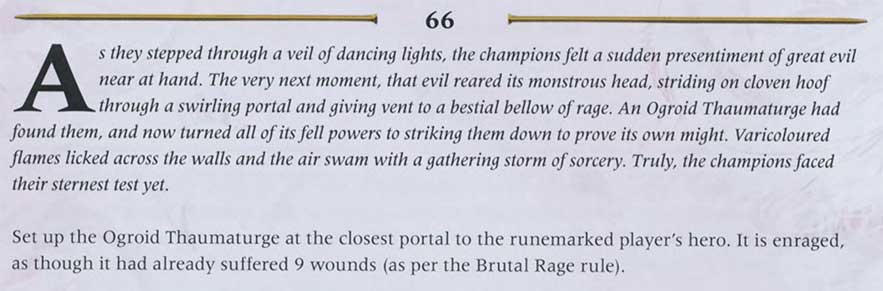 66
As they stepped through a veil of dancing lights, the champions felt a sudden presentiment of great evil
near at hand. The very next moment, that evil reared its monstrous head, striding on cloven hoof
through a swirling portal and giving vent to a bestial bellow of rage. An Ogroid Thaumaturge had
found them, and now turned all of its fell powers to striking them down to prove its own might. Varicoloured
flames licked across the walls and the air swam with a gathering storm of sorcery. Truly, the champions faced
their sternest test yet.
Set up the Ogroid Thaumaturge at the closest portal to the runemarked player's hero. It is enraged,
as though it had already suffered 9 wounds (as per the Brutal Rage rule).